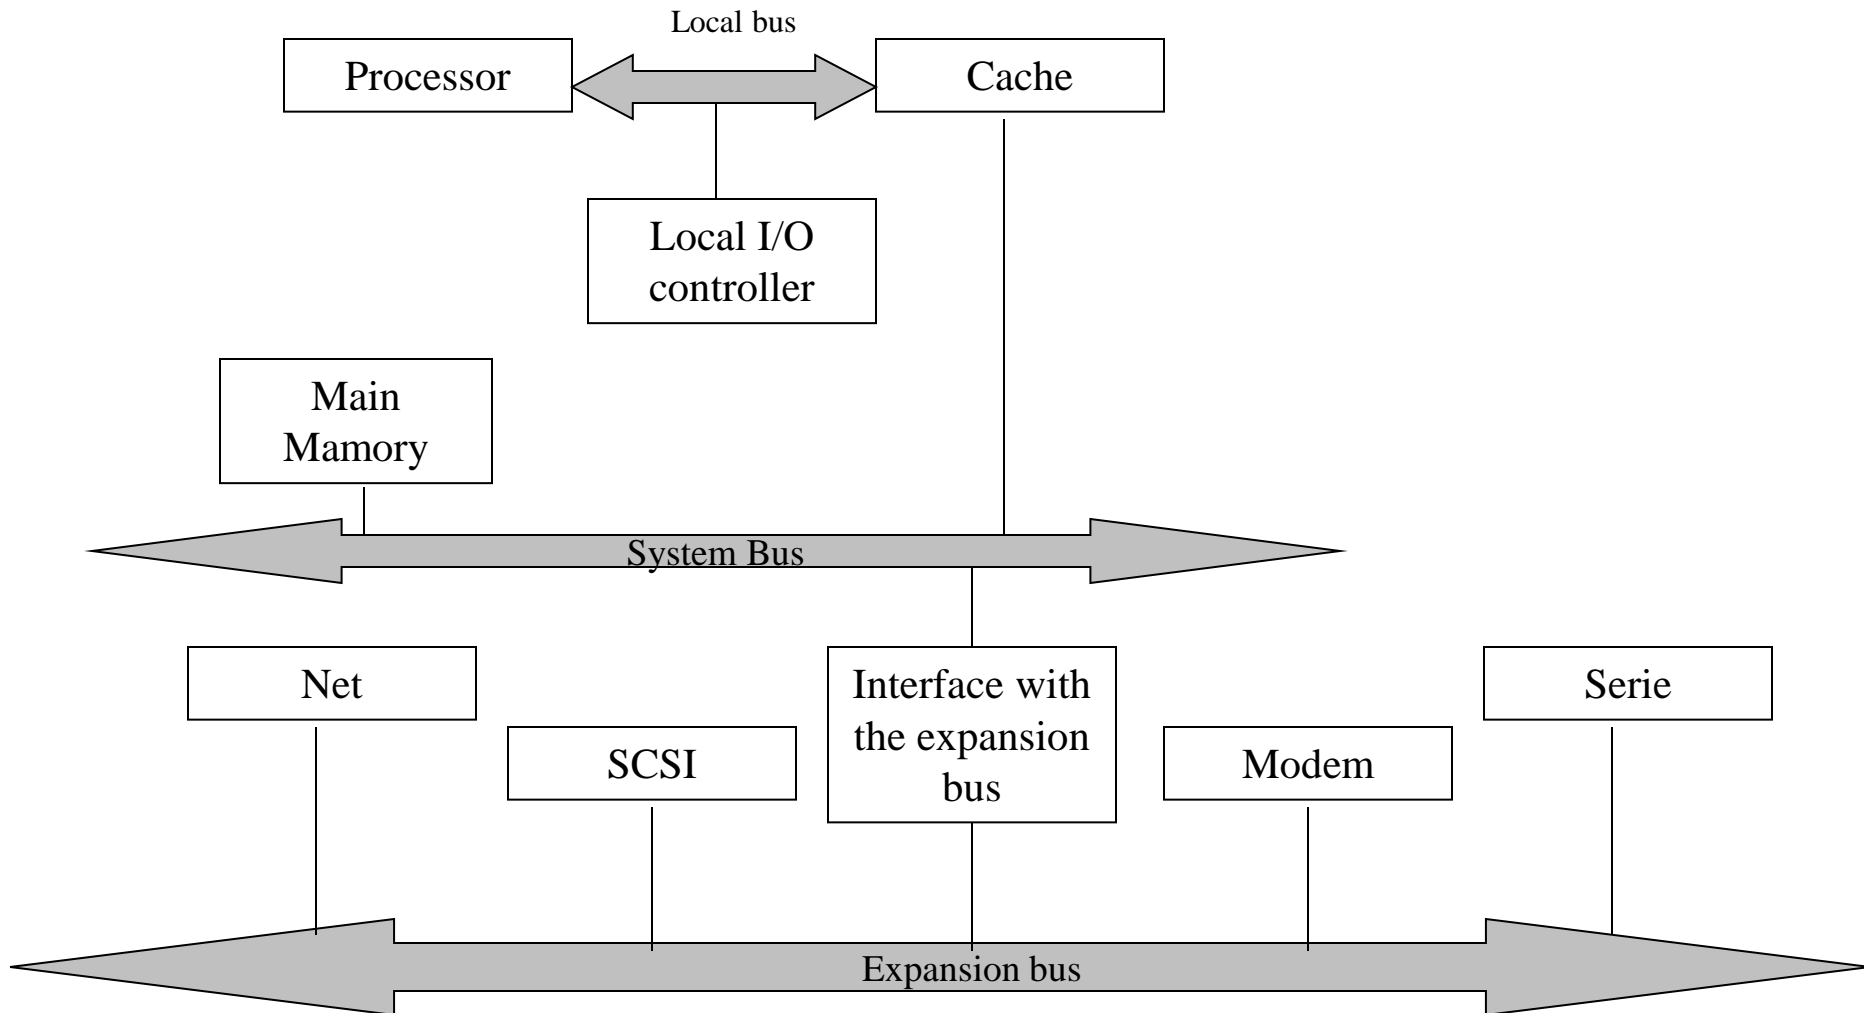 Local bus
Processor
Cache
Local I/O
controller
Main
Mamory
System Bus
Net
Interface with
the expansion
bus
Serie
SCSI
Modem
Expansion bus